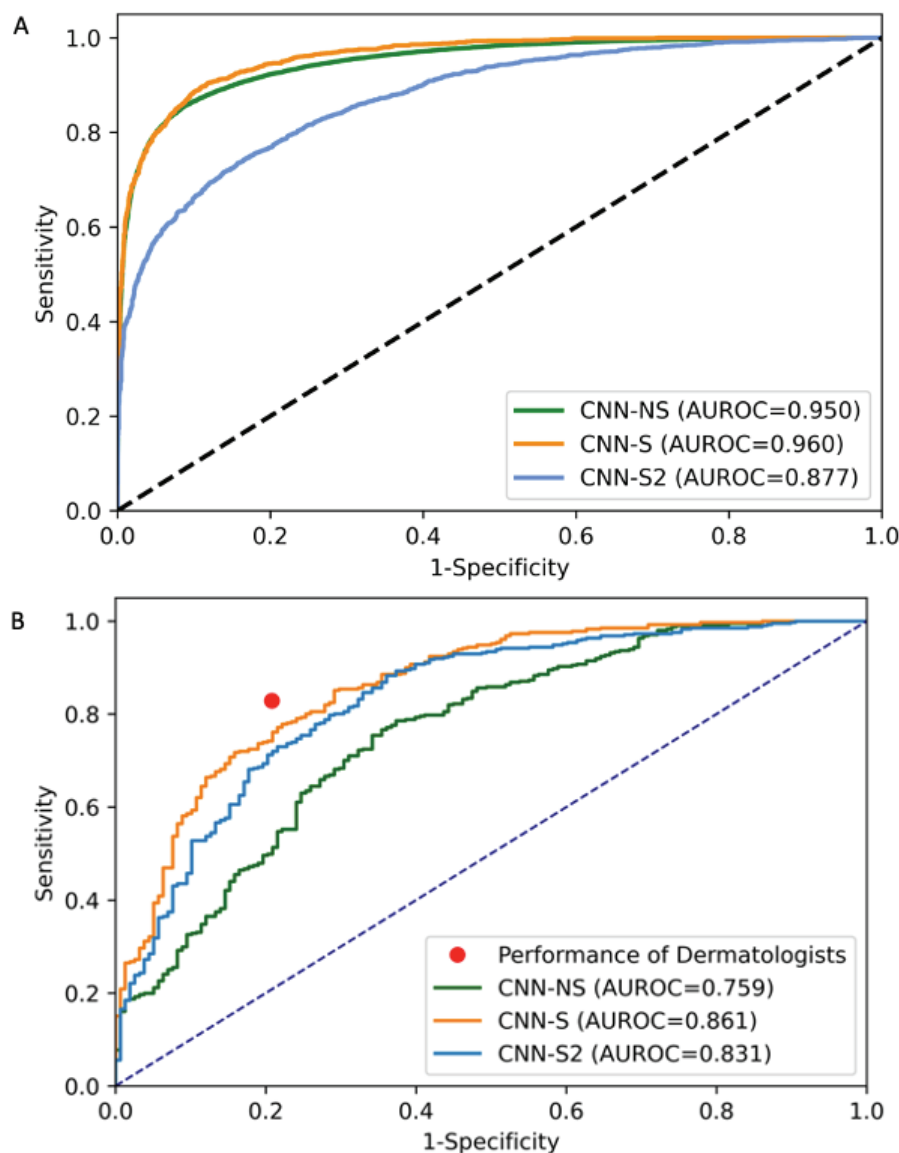 A
1.0
0.8
0.6
0.4
0.2
0.0
Sensitivity
CNN-NS (AUROC=0.950)
CNN-S (AUROC=0.960)
CNN-S2 (AUROC=0.877)
0.0 0.2 0.4 0.6 0.8 1.0
1-Specificity
B
1.0
0.8
0.6
0.4
0.2
0.0
Sensitivity
Performance of Dermatologists
CNN-NS (AUROC=0.759)
CNN-S (AUROC=0.861)
CNN-S2 (AUROC=0.831)
0.0 0.2 0.4 0.6 0.8 1.0
1-Specificity